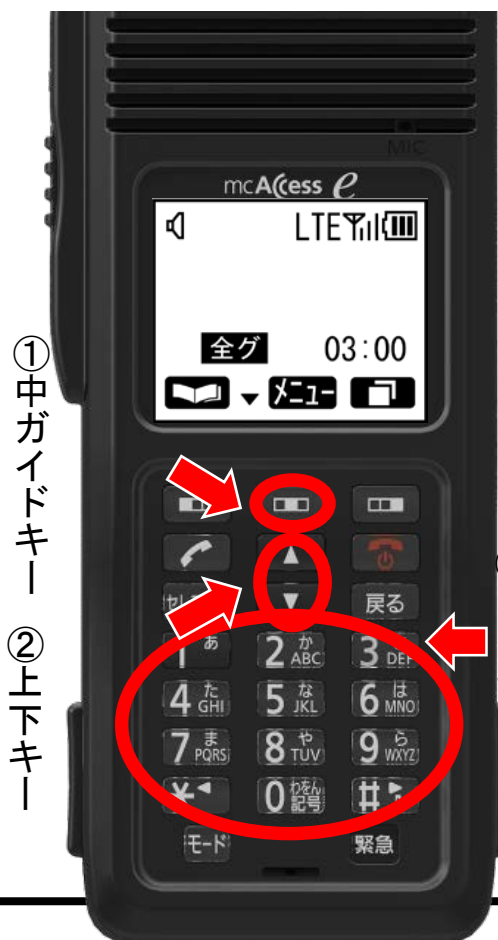 MIC
mcAccess e
LTE
全グ 03:00
メニュー
①中ガイドキー ②上下キー
戻る
1 あ 2 か ABC 3 DEF
4 た GHI 5 な JKL 6 は MNO
7 ま PQRS 8 や TUV 9 ら WXYZ
* 0 わをん 記号 #
モード 緊急